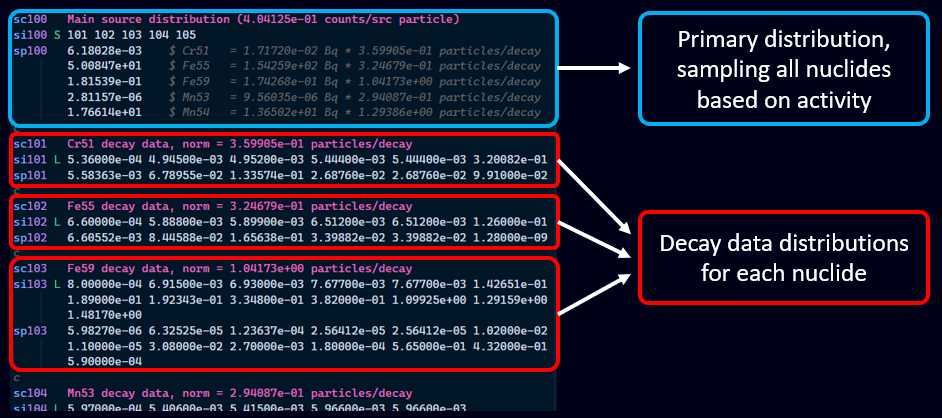 sc100 Main source distribution (4.04125e-01 counts/src particle)
si100 S 101 102 103 104 105
sp100 6.18028e-03 $ Cr51 = 1.71720e-02 Bq * 3.59905e-01 particles/decay
5.00847e+01 $ Fe55 = 1.54259e+02 Bq * 3.24679e-01 particles/decay
1.81539e-01 $ Fe59 = 1.74268e-01 Bq * 1.04173e+00 particles/decay
2.81157e-06 $ Mn53 = 9.56035e-06 Bq * 2.94087e-01 particles/decay
1.76614e+01 $ Mn54 = 1.36502e+01 Bq * 1.29386e+00 particles/decay
c
sc101 Cr51 decay data, norm = 3.59905e-01 particles/decay
si101 L 5.36000e-04 4.94500e-03 4.95200e-03 5.44400e-03 5.44400e-03 3.20082e-01
sp101 5.58363e-03 6.78955e-02 1.33574e-01 2.68760e-02 2.68760e-02 9.91000e-02
c
sc102 Fe55 decay data, norm = 3.24679e-01 particles/decay
si102 L 6.60000e-04 5.88800e-03 5.89900e-03 6.51200e-03 6.51200e-03 1.26000e-01
sp102 6.60552e-03 8.44588e-02 1.65638e-01 3.39882e-02 3.39882e-02 1.28000e-09
c
sc103 Fe59 decay data, norm = 1.04173e+00 particles/decay
si103 L 8.00000e-04 6.91500e-03 6.93000e-03 7.67700e-03 7.67700e-03 1.42651e-01
1.89000e-01 1.92343e-01 3.34800e-01 3.82000e-01 1.09925e+00 1.29159e+00
1.48170e+00
sp103 5.98270e-06 6.32525e-05 1.23637e-04 2.56412e-05 2.56412e-05 1.02000e-02
1.10000e-05 3.08000e-02 2.70000e-03 1.80000e-04 5.65000e-01 4.32000e-01
5.90000e-04
c
sc104 Mn53 decay data, norm = 2.94087e-01 particles/decay
si104 L 5.97000e-04 5.40600e-03 5.41500e-03 5.96600e-03 5.96600e-03
Primary distribution,
sampling all nuclides
based on activity
Decay data distributions
for each nuclide